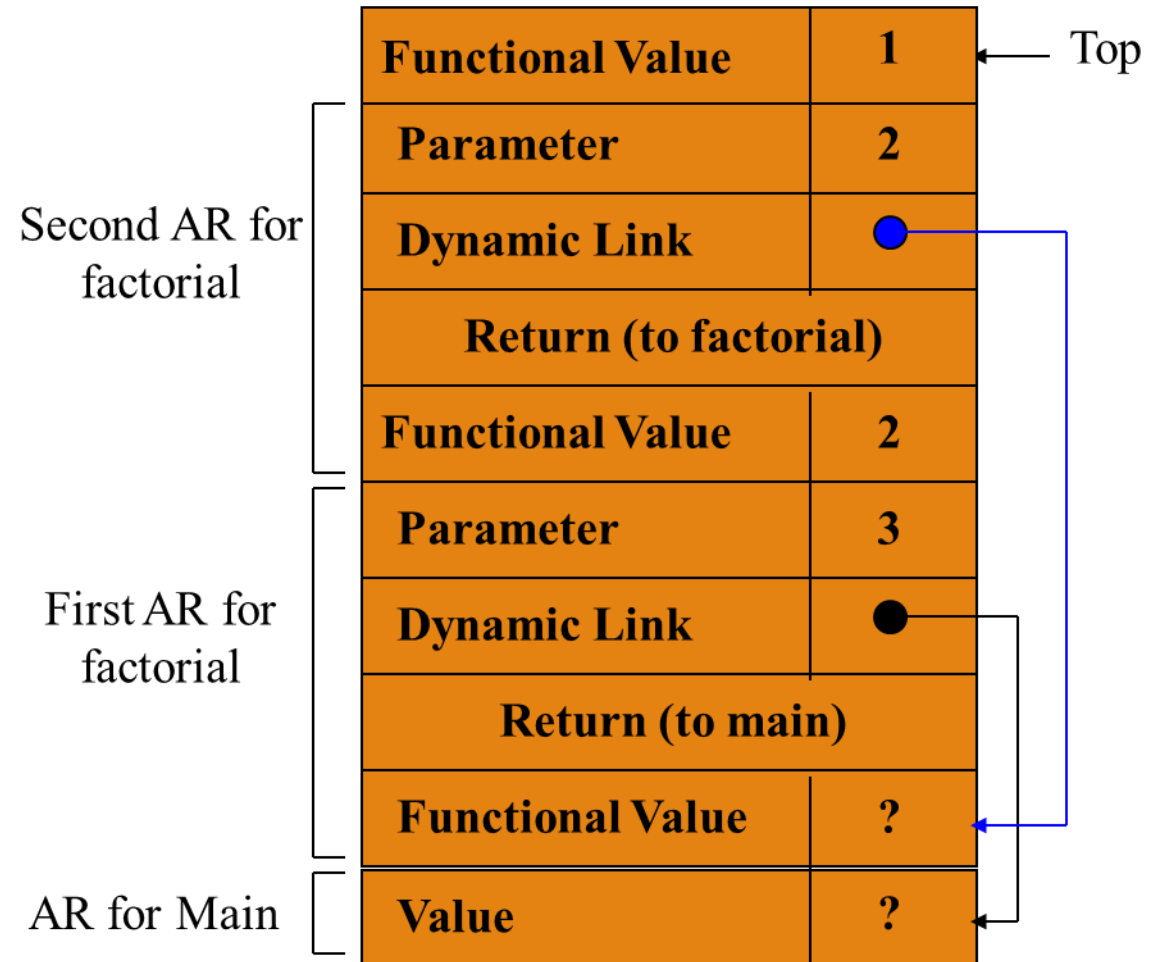 Functional Value 1 Top
Parameter 2
Second AR for
factorial
Dynamic Link
Return (to factorial)
Functional Value 2
Parameter 3
First AR for
factorial
Dynamic Link
Return (to main)
Functional Value ?
AR for Main
Value ?